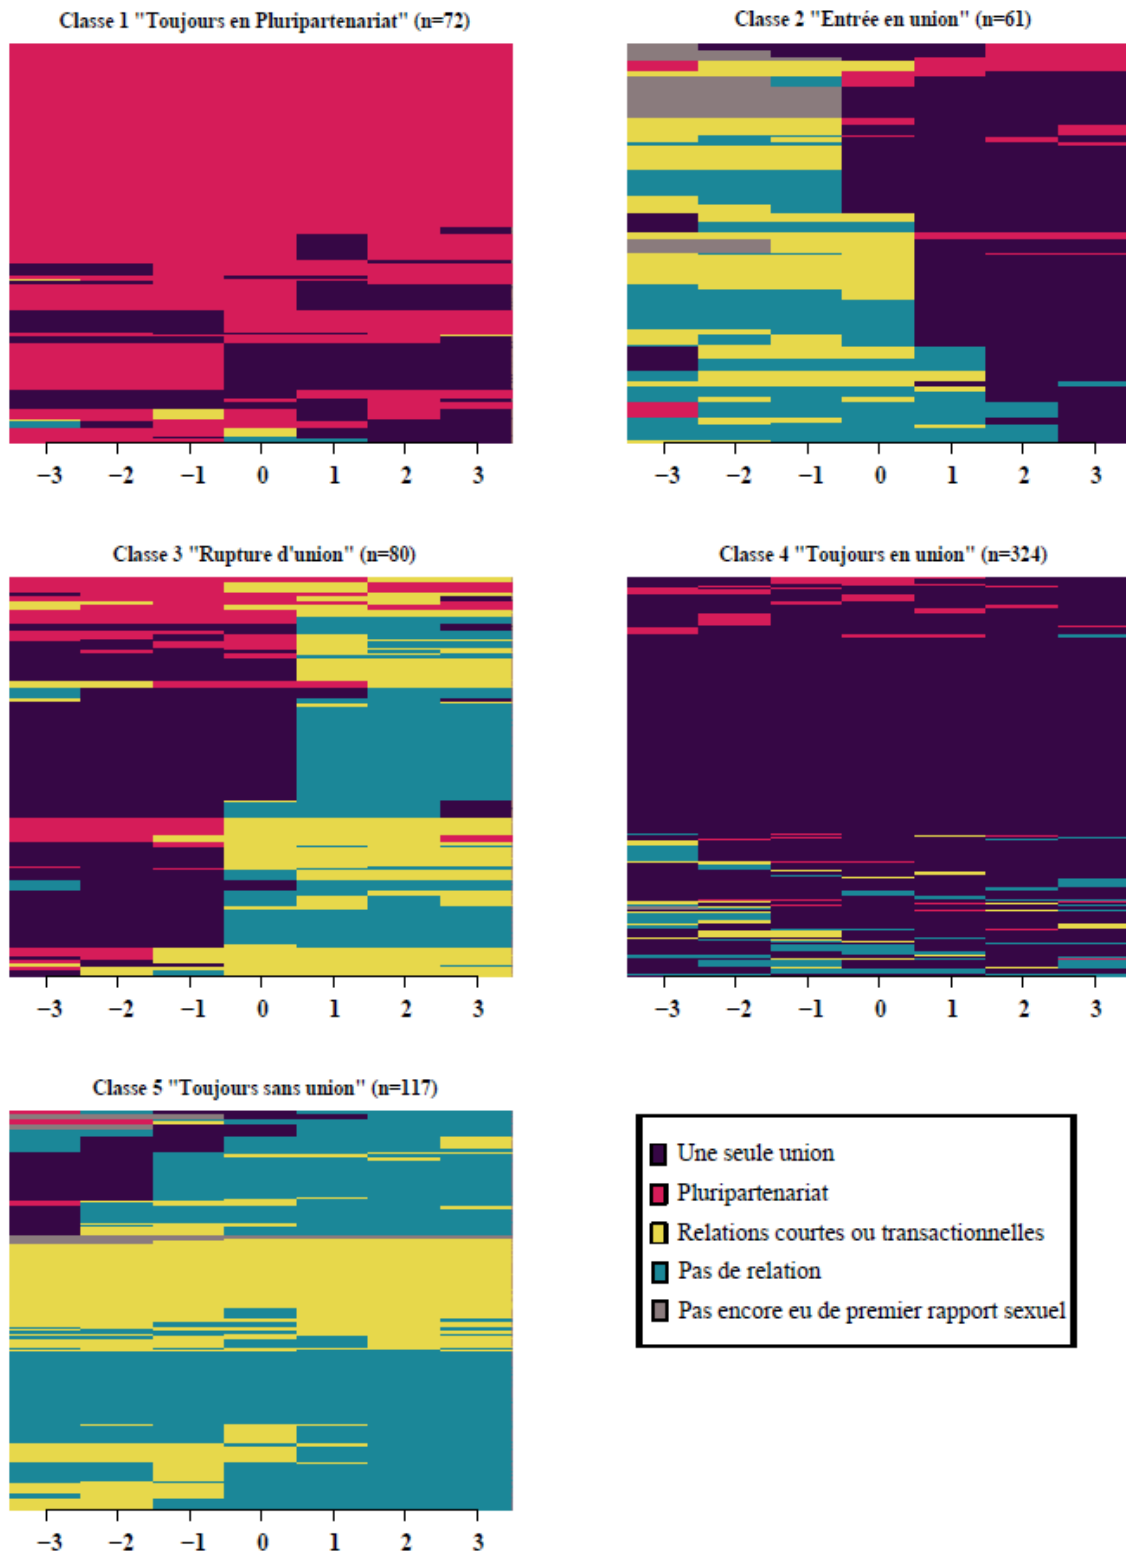 Classe 1 "Toujours en Pluripartenariat" (n=72)
−3 −2 −1 0 1 2 3
Classe 2 "Entrée en union" (n=61)
−3 −2 −1 0 1 2 3
Classe 3 "Rupture d'union" (n=80)
−3 −2 −1 0 1 2 3
Classe 4 "Toujours en union" (n=324)
−3 −2 −1 0 1 2 3
Classe 5 "Toujours sans union" (n=117)
−3 −2 −1 0 1 2 3
Une seule union
Pluripartenariat
Relations courtes ou transactionnelles
Pas de relation
Pas encore eu de premier rapport sexuel